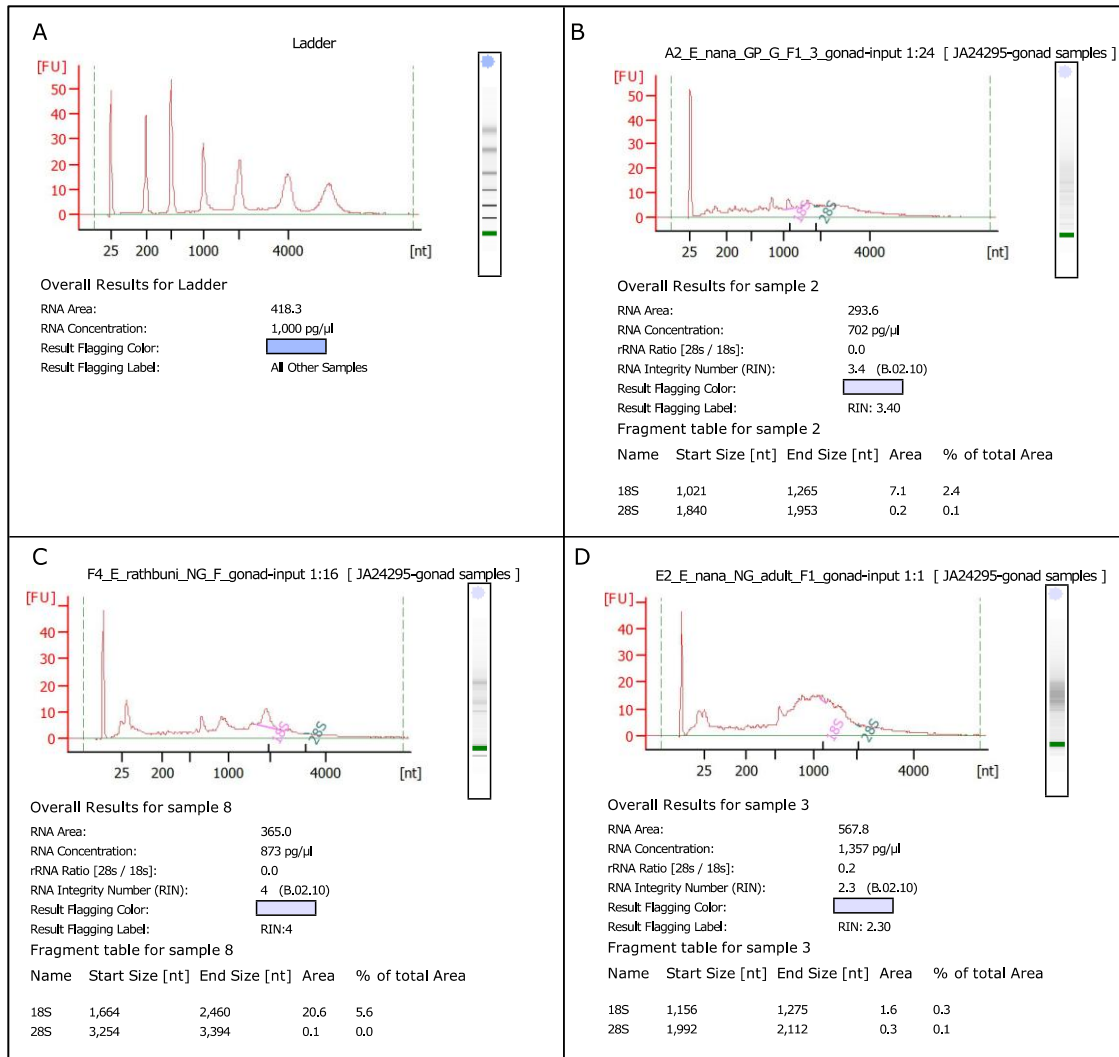 A
Ladder
[FU]
50
40
30
20
10
0
25 200 1000 4000 [nt]
Overall Results for Ladder
RNA Area: 418.3
RNA Concentration: 1,000 pg/µl
Result Flagging Color:
Result Flagging Label: All Other Samples
B
A2_E_nana_GP_G_F1_3_gonad-input 1:24 [ JA24295-gonad samples ]
[FU]
50
40
30
20
10
0
18S 28S
25 200 1000 4000 [nt]
Overall Results for sample 2
RNA Area: 293.6
RNA Concentration: 702 pg/µl
rRNA Ratio [28s / 18s]: 0.0
RNA Integrity Number (RIN): 3.4 (B.02.10)
Result Flagging Color:
Result Flagging Label: RIN: 3.40
Fragment table for sample 2
Name Start Size [nt] End Size [nt] Area % of total Area
18S 1,021 1,265 7.1 2.4
28S 1,840 1,953 0.2 0.1
C
F4_E_rathbuni_NG_F_gonad-input 1:16 [ JA24295-gonad samples ]
[FU]
40
30
20
10
0
18S 28S
25 200 1000 4000 [nt]
Overall Results for sample 8
RNA Area: 365.0
RNA Concentration: 873 pg/µl
rRNA Ratio [28s / 18s]: 0.0
RNA Integrity Number (RIN): 4 (B.02.10)
Result Flagging Color:
Result Flagging Label: RIN:4
Fragment table for sample 8
Name Start Size [nt] End Size [nt] Area % of total Area
18S 1,664 2,460 20.6 5.6
28S 3,254 3,394 0.1 0.0
D
E2_E_nana_NG_adult_F1_gonad-input 1:1 [ JA24295-gonad samples ]
[FU]
40
30
20
10
0
18S 28S
25 200 1000 4000 [nt]
Overall Results for sample 3
RNA Area: 567.8
RNA Concentration: 1,357 pg/µl
rRNA Ratio [28s / 18s]: 0.2
RNA Integrity Number (RIN): 2.3 (B.02.10)
Result Flagging Color:
Result Flagging Label: RIN: 2.30
Fragment table for sample 3
Name Start Size [nt] End Size [nt] Area % of total Area
18S 1,156 1,275 1.6 0.3
28S 1,992 2,112 0.3 0.1